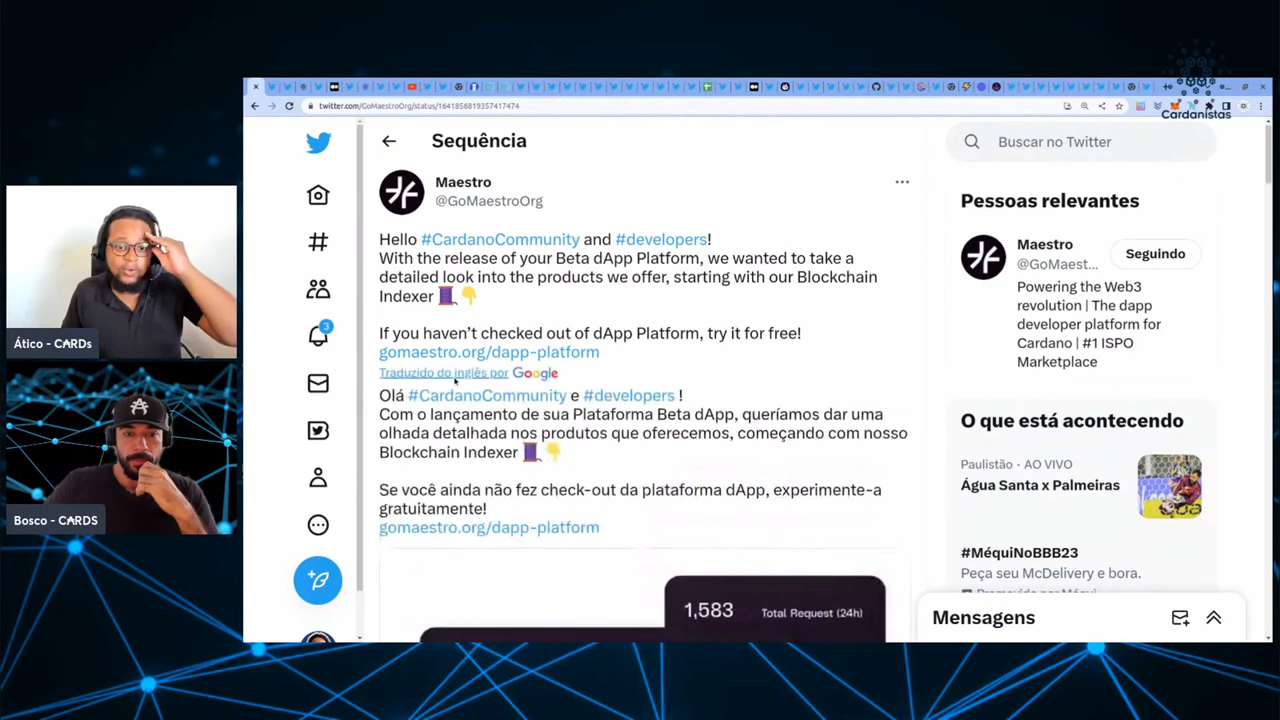 Cardanistas
twitter.com/GoMaestroOrg/status/1641856819357417474
Sequência
Buscar no Twitter
Maestro
@GoMaestroOrg
Hello #CardanoCommunity and #developers!
With the release of your Beta dApp Platform, we wanted to take a
detailed look into the products we offer, starting with our Blockchain
Indexer 🧵👇
If you haven't checked out of dApp Platform, try it for free!
gomaestro.org/dapp-platform
Traduzido do inglês por Google
Olá #CardanoCommunity e #developers !
Com o lançamento de sua Plataforma Beta dApp, queríamos dar uma
olhada detalhada nos produtos que oferecemos, começando com nosso
Blockchain Indexer 🧵👇
Se você ainda não fez check-out da plataforma dApp, experimente-a
gratuitamente!
gomaestro.org/dapp-platform
1,583 Total Request (24h)
Pessoas relevantes
Maestro
@GoMaest...
Seguindo
Powering the Web3
revolution | The dapp
developer platform for
Cardano | #1 ISPO
Marketplace
O que está acontecendo
Paulistão · AO VIVO
Água Santa x Palmeiras
#MéquiNoBBB23
Peça seu McDelivery e bora.
Mensagens
3
Ático - CARDs
Bosco - CARDS